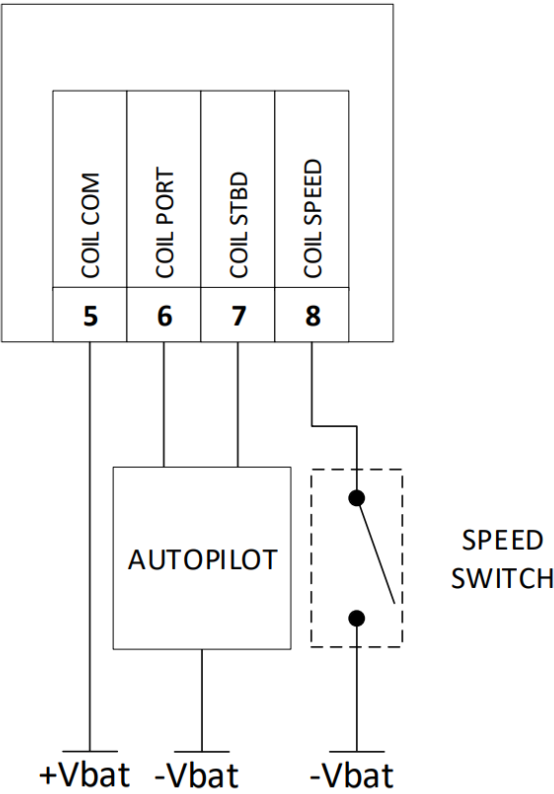 COIL COM
COIL PORT
COIL STBD
COIL SPEED
5 6 7 8
AUTOPILOT
SPEED
SWITCH
+Vbat -Vbat -Vbat